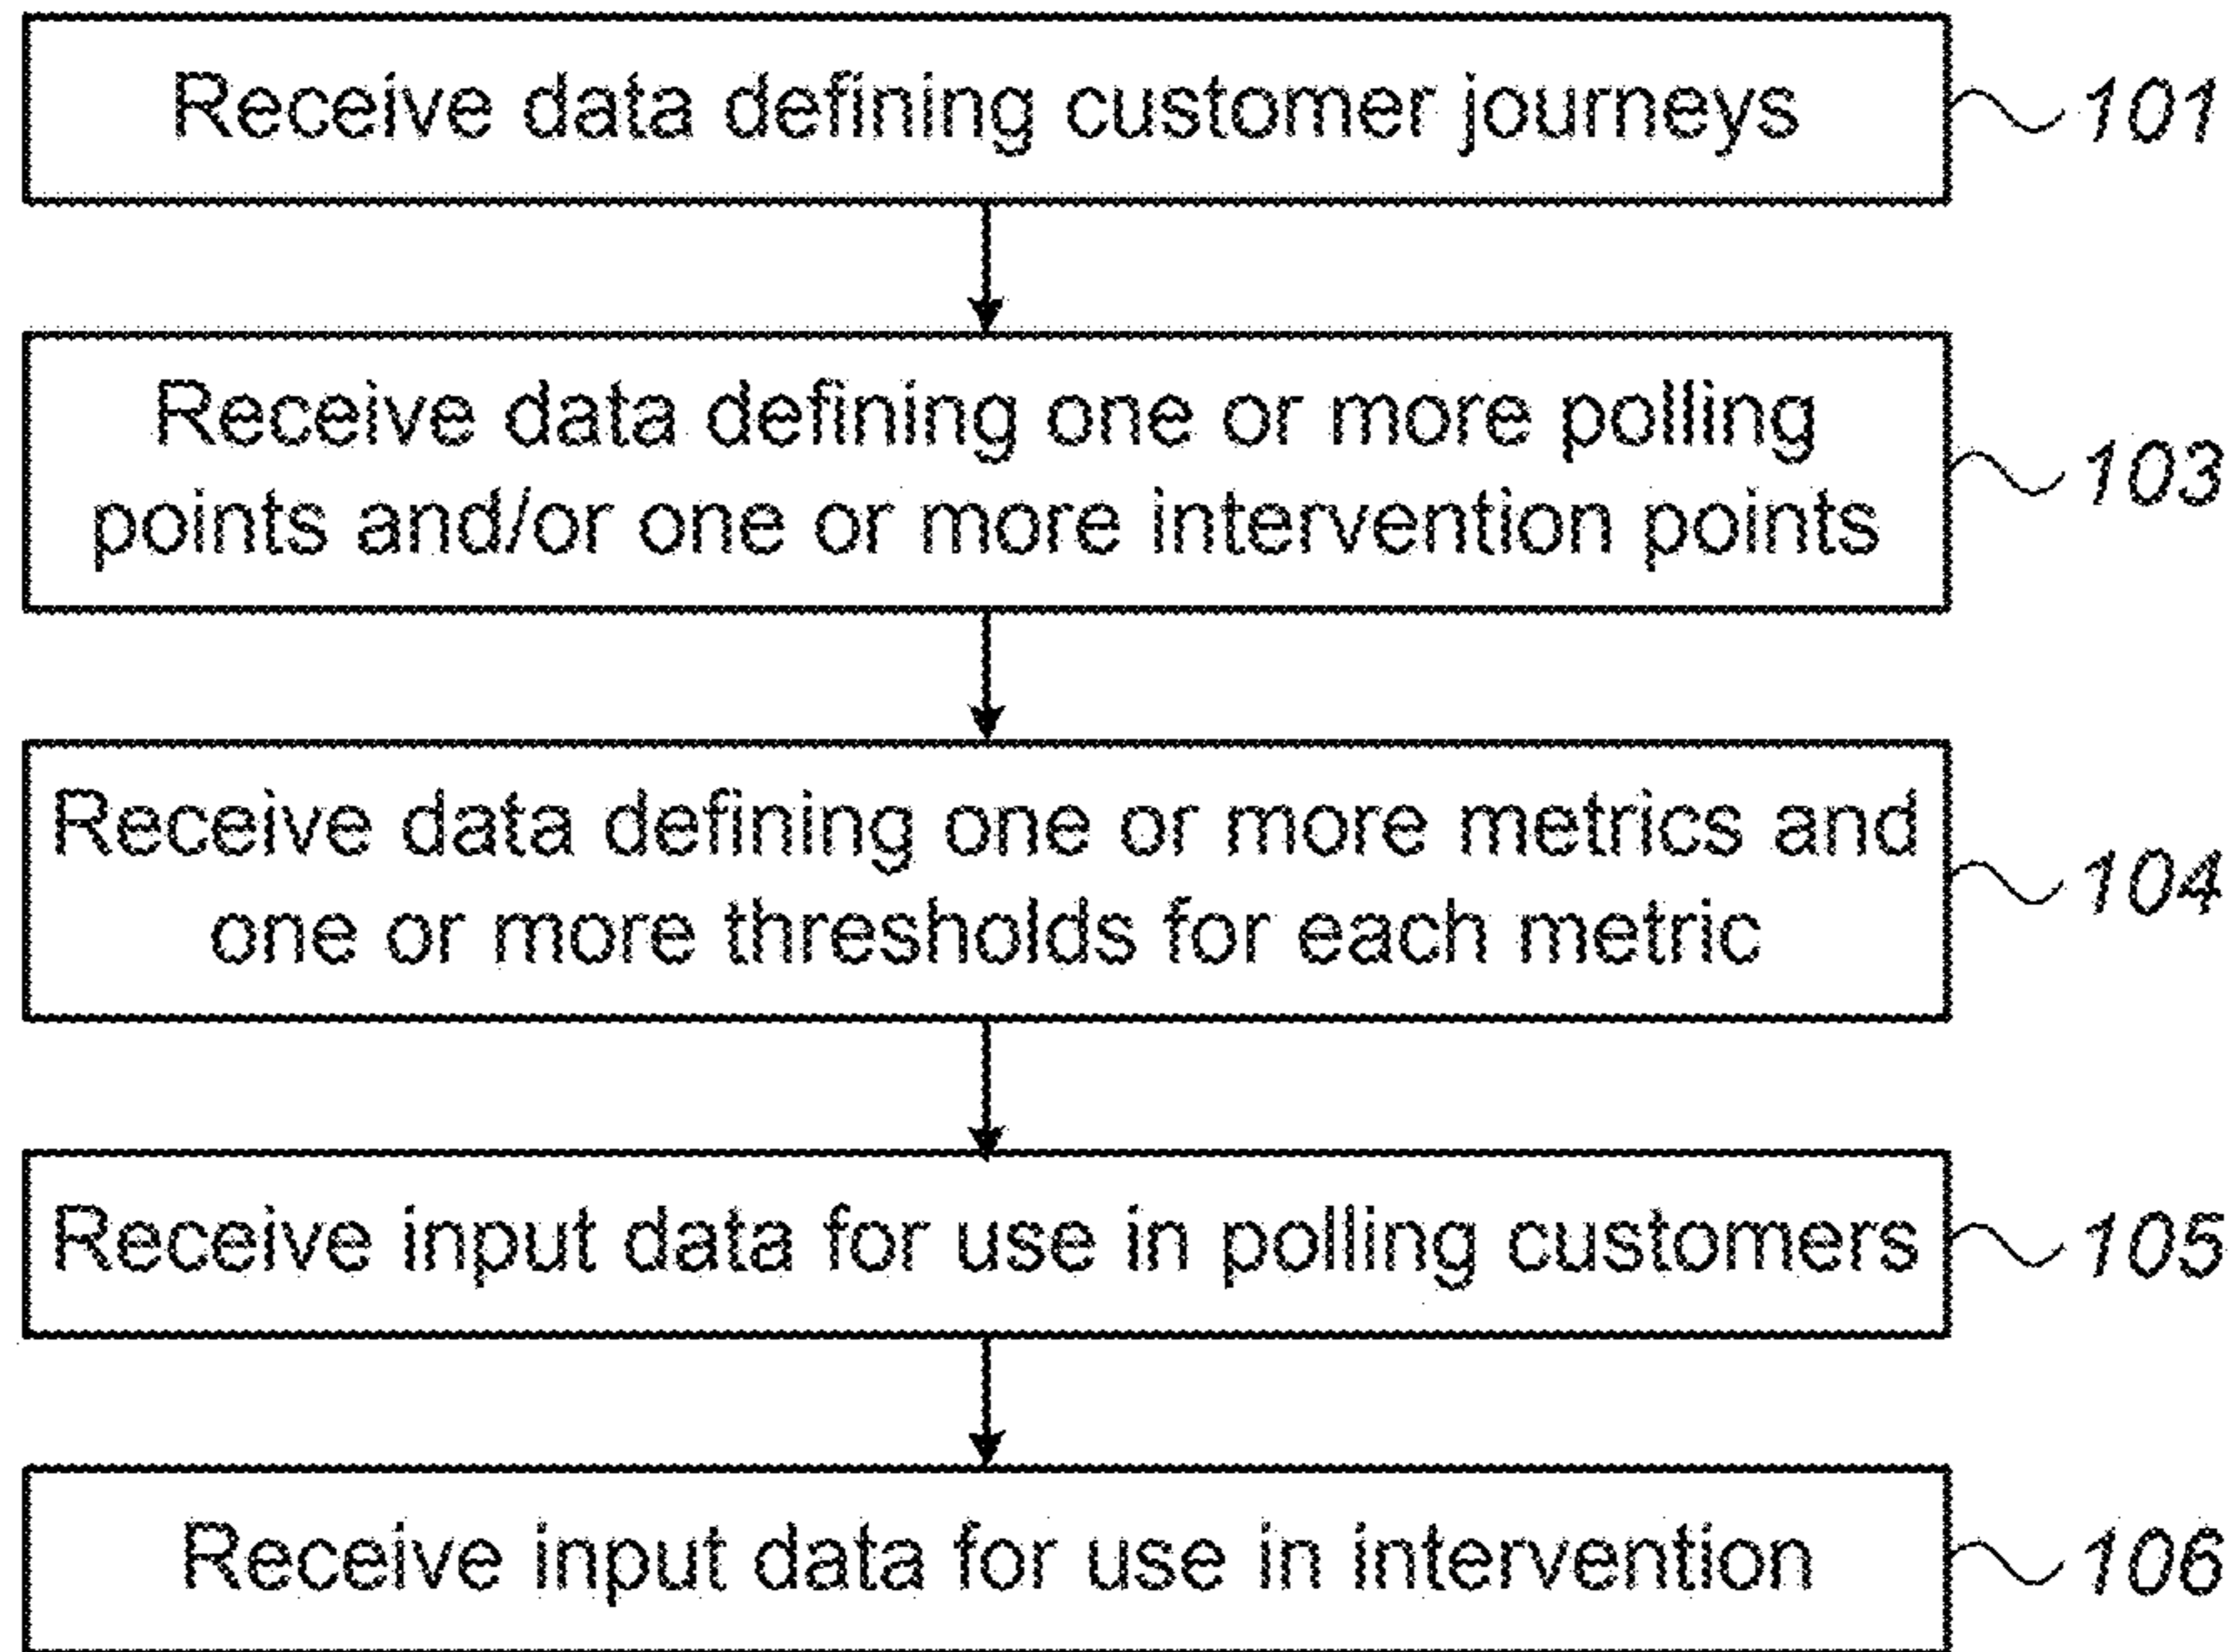 Receive data defining customer journeys
101
Receive data defining one or more polling
points and/or one or more intervention points
103
Receive data defining one or more metrics and
one or more thresholds for each metric
104
Receive input data for use in polling customers
105
Receive input data for use in intervention
106